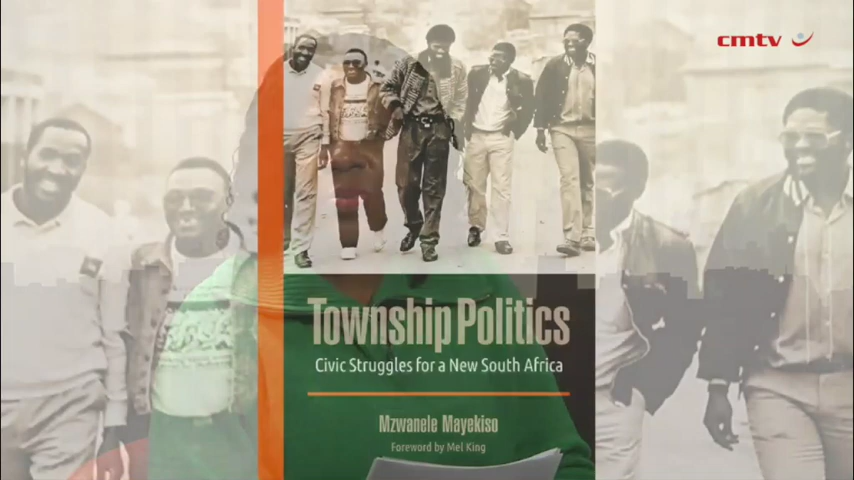 cmtv
Township Politics
Civic Struggles for a New South Africa
Mzwanele Mayekiso
Foreword by Mel King